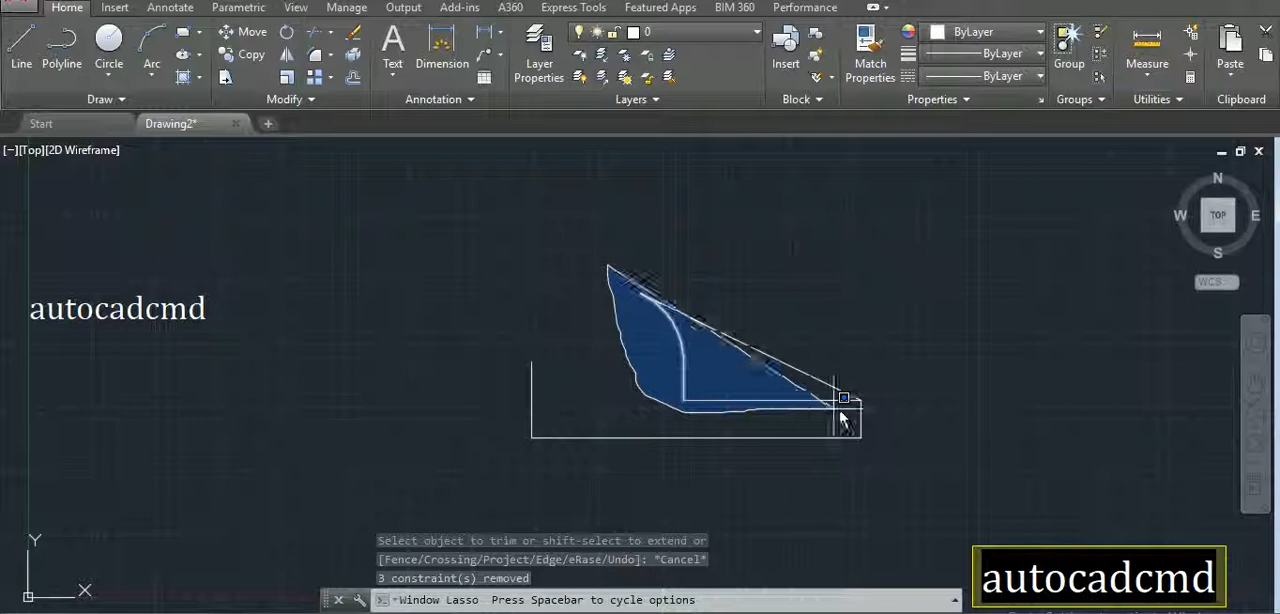 Home Insert Annotate Parametric View Manage Output Add-ins A360 Express Tools Featured Apps BIM 360 Performance
Line Polyline Circle Arc
Move
Copy
Text Dimension
Layer
Properties
0
Insert
Match
Properties
ByLayer
ByLayer
ByLayer
Group
Measure
Paste
Draw Modify Annotation Layers Block Properties Groups Utilities Clipboard
Start Drawing2*
[−][Top][2D Wireframe]
N
W TOP E
S
WCS
autocadcmd
Y
X
Select object to trim or shift-select to extend or
[Fence/Crossing/Project/Edge/eRase/Undo]: *Cancel*
3 constraint(s) removed
Window Lasso Press Spacebar to cycle options
autocadcmd